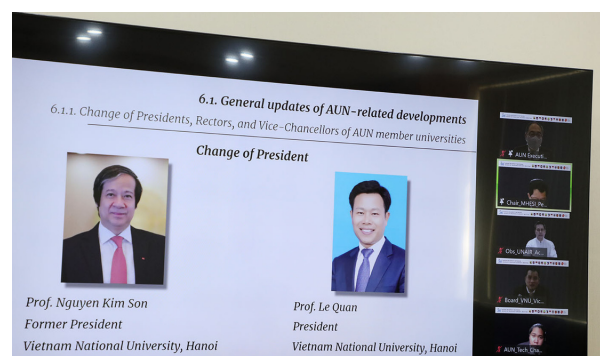 6.1. General updates of AUN-related developments
6.1.1. Change of Presidents, Rectors, and Vice-Chancellors of AUN member universities
Change of President
Prof. Nguyen Kim Son
Former President
Vietnam National University, Hanoi
Prof. Le Quan
President
Vietnam National University, Hanoi
AUN Executi...
Chair_MHESI_Pe...
Obs_UNAIR_Ac...
Board_VNU_Vic...
AUN_Tech_Cha...